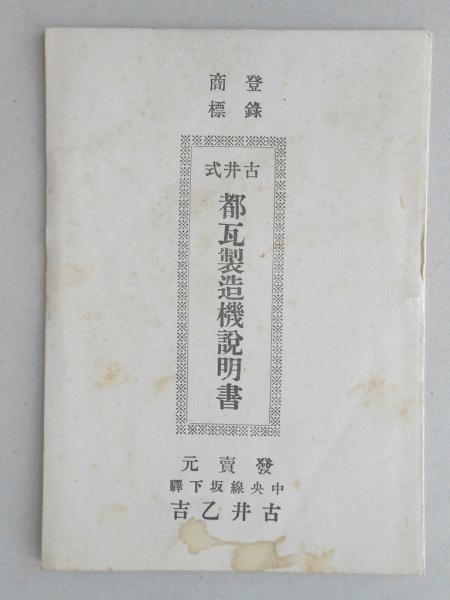 登錄
商標
古井式
都瓦製造機說明書
發賣元
中央線坂下驛
古井乙吉